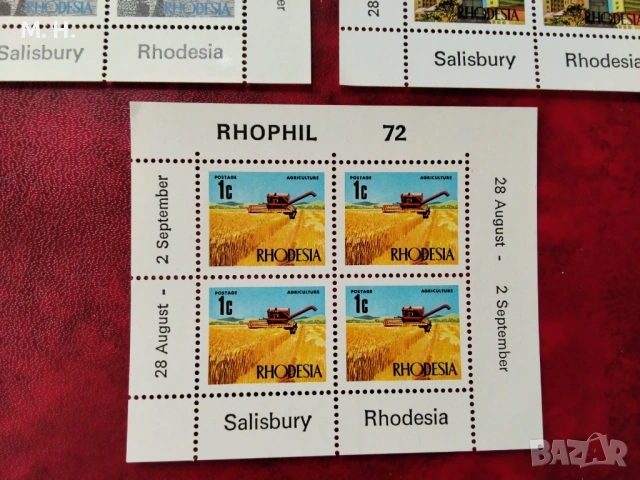 M. H.
Salisbury Rhodesia
28
RHODESIA RHODESIA
Salisbury Rhodesia
RHOPHIL 72
28 August - 2 September
POSTAGE AGRICULTURE
1c
RHODESIA
POSTAGE AGRICULTURE
1c
RHODESIA
28 August - 2 September
POSTAGE AGRICULTURE
1c
RHODESIA
POSTAGE AGRICULTURE
1c
RHODESIA
Salisbury Rhodesia
BAZAR